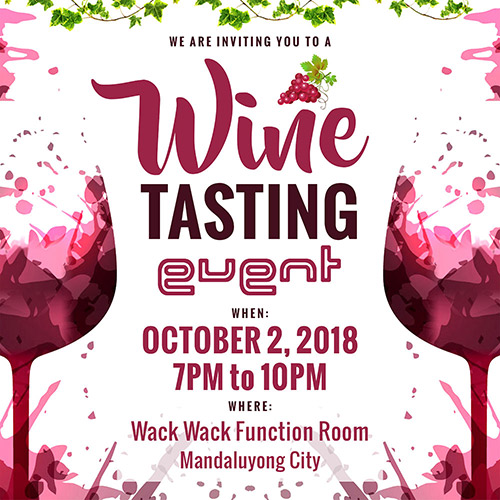 WE ARE INVITING YOU TO A
Wine
TASTING
event
WHEN:
OCTOBER 2, 2018
7PM to 10PM
WHERE:
Wack Wack Function Room
Mandaluyong City